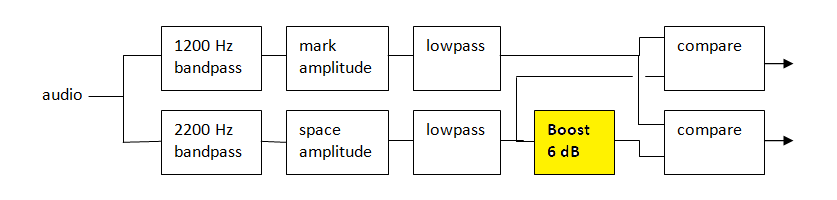 1200 Hz
bandpass
mark
amplitude
lowpass
compare
audio
2200 Hz
bandpass
space
amplitude
lowpass
Boost
6 dB
compare